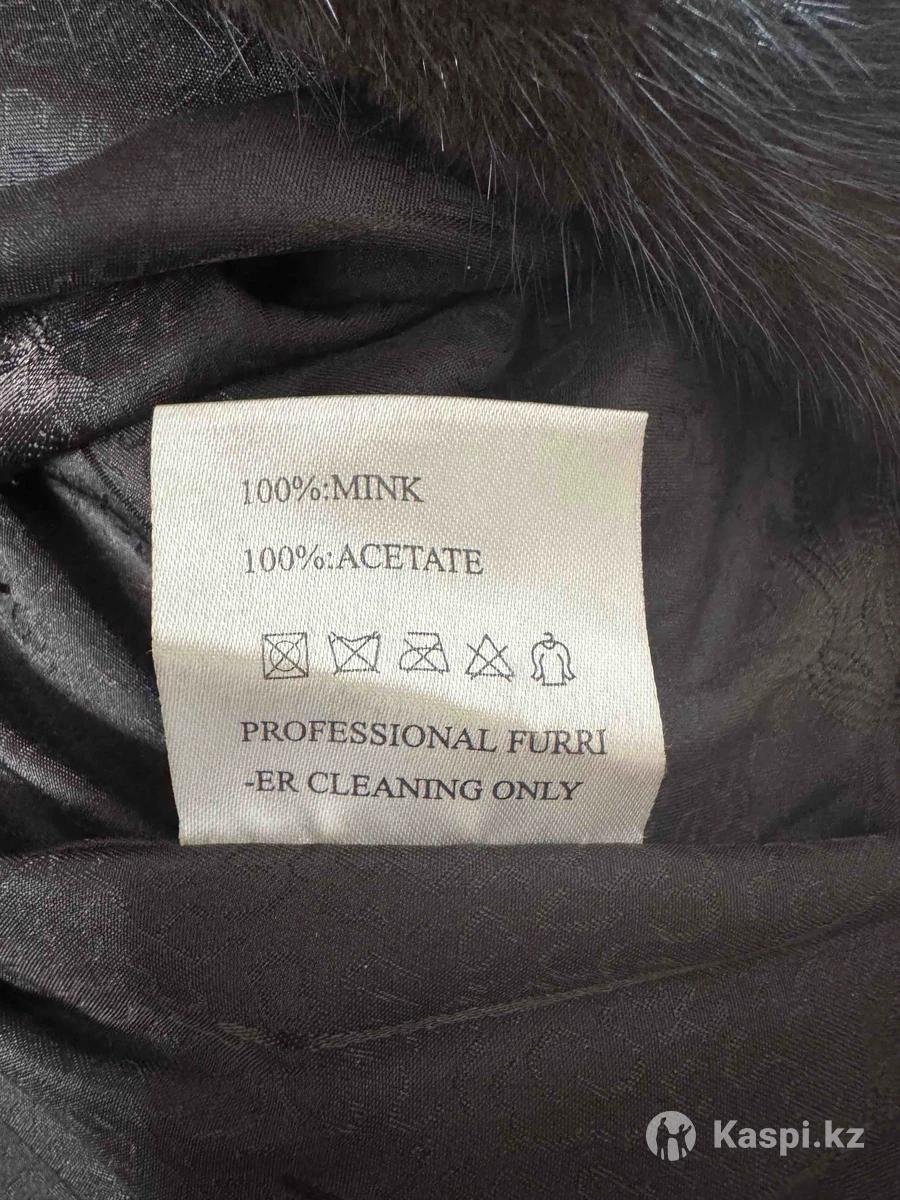 100%:MINK
100%:ACETATE
PROFESSIONAL FURRI
-ER CLEANING ONLY
Kaspi.kz